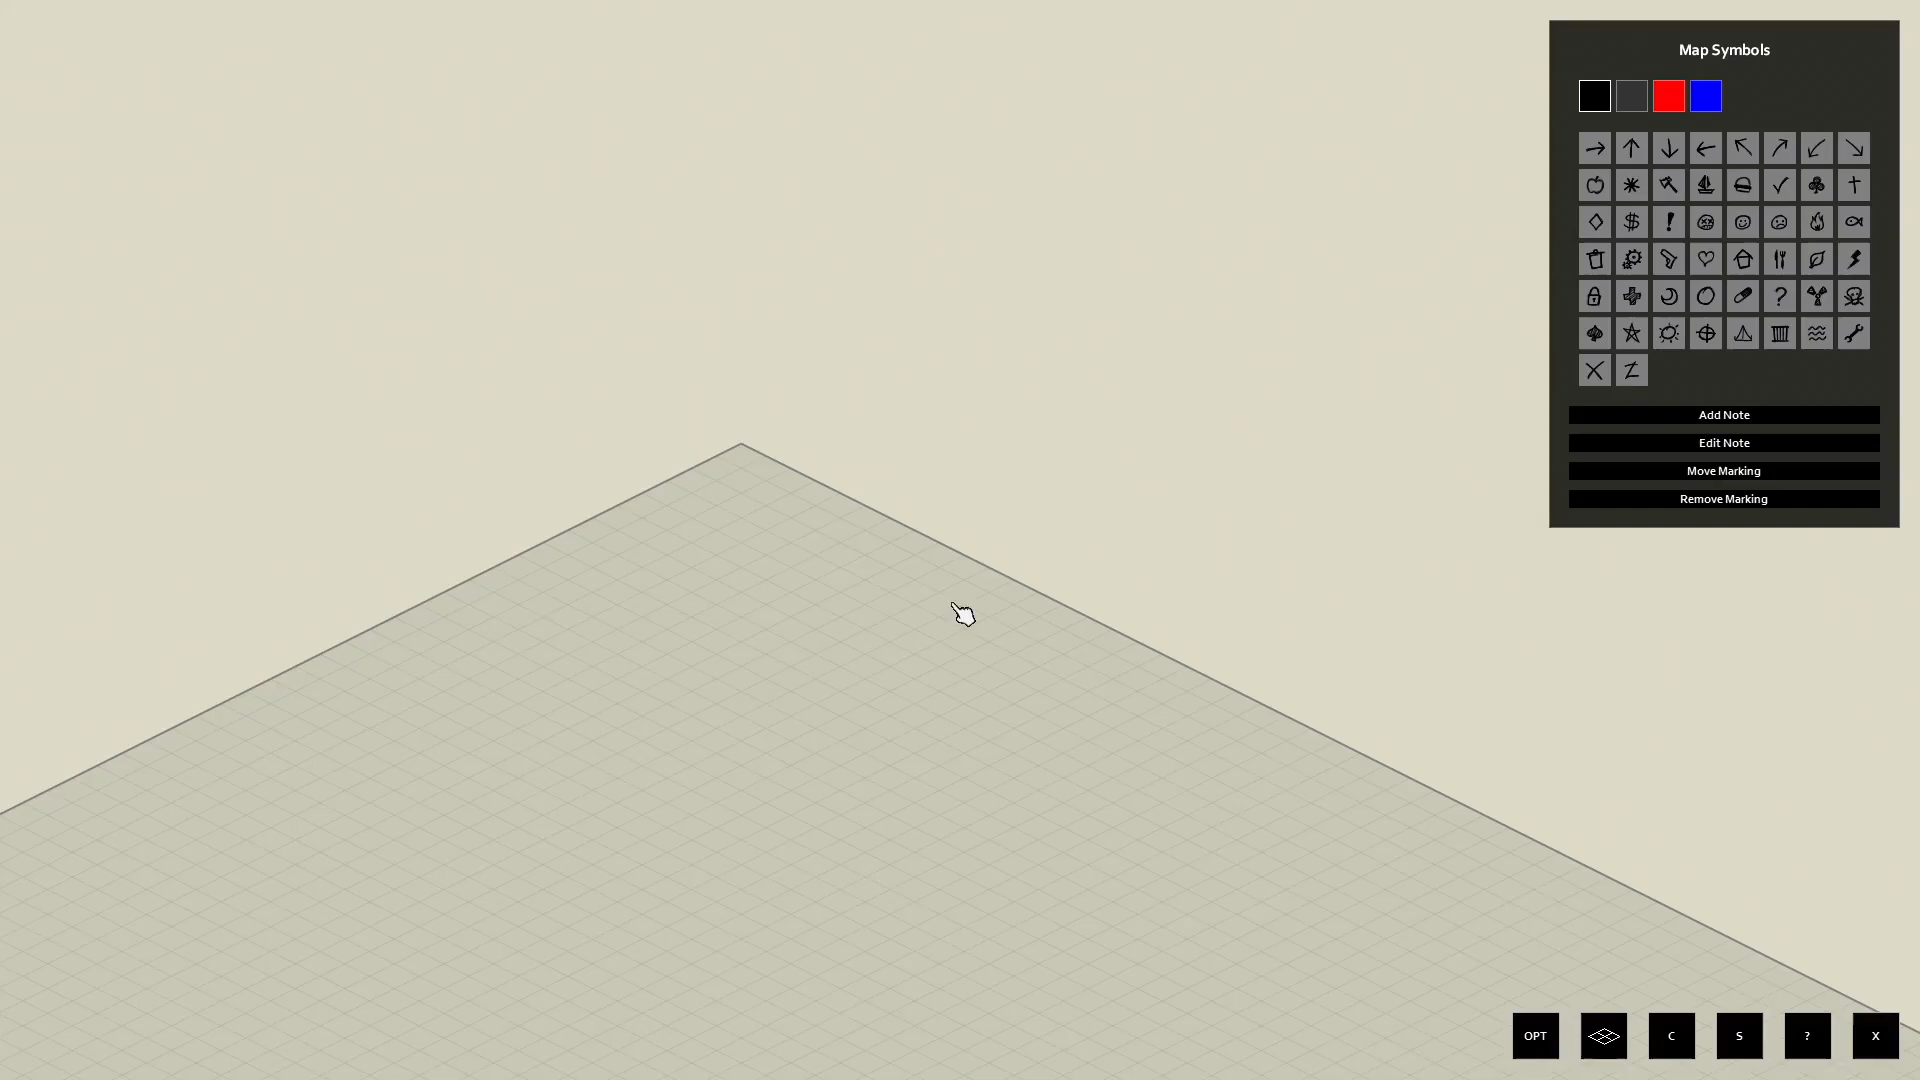 Map Symbols
Add Note
Edit Note
Move Marking
Remove Marking
OPT
C
S
?
X